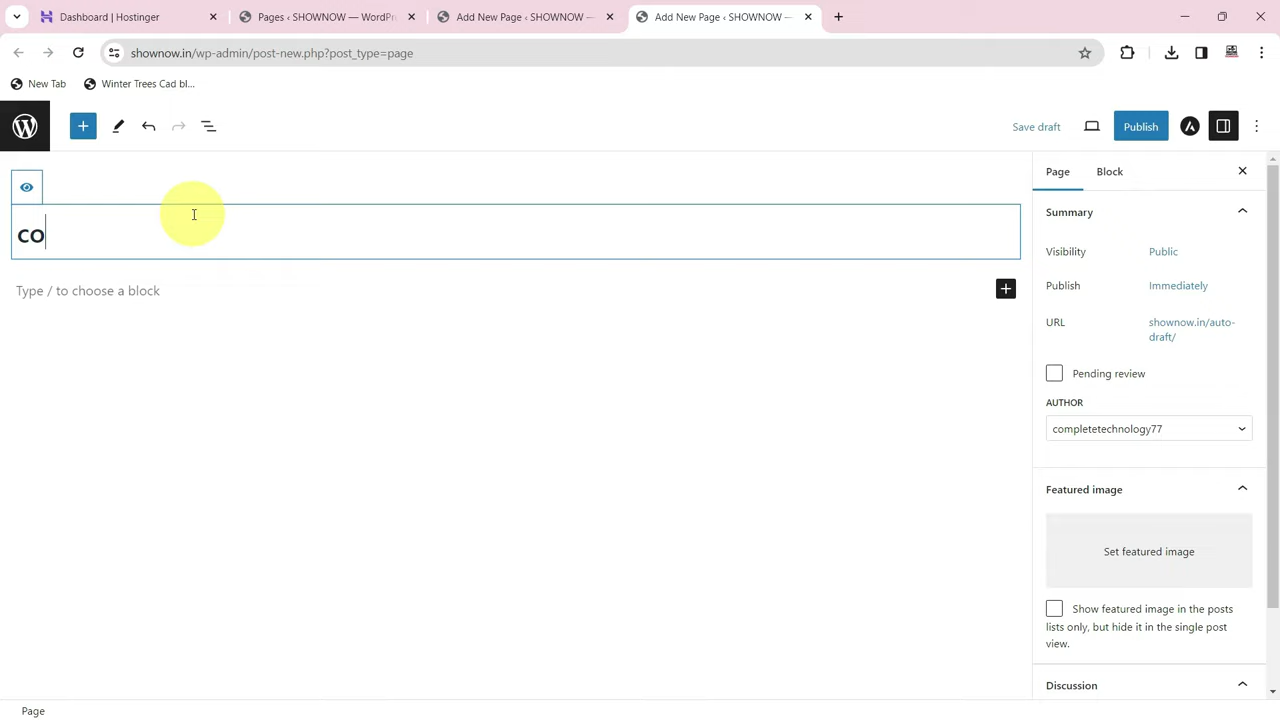 Dashboard | Hostinger
Pages ‹ SHOWNOW — WordPr
Add New Page ‹ SHOWNOW —
Add New Page ‹ SHOWNOW —
shownow.in/wp-admin/post-new.php?post_type=page
New Tab
Winter Trees Cad bl...
Save draft
Publish
Page
Block
co
Summary
Visibility
Public
Type / to choose a block
Publish
Immediately
URL
shownow.in/auto-
draft/
Pending review
AUTHOR
completetechnology77
Featured image
Set featured image
Show featured image in the posts
lists only, but hide it in the single post
view.
Discussion
Page